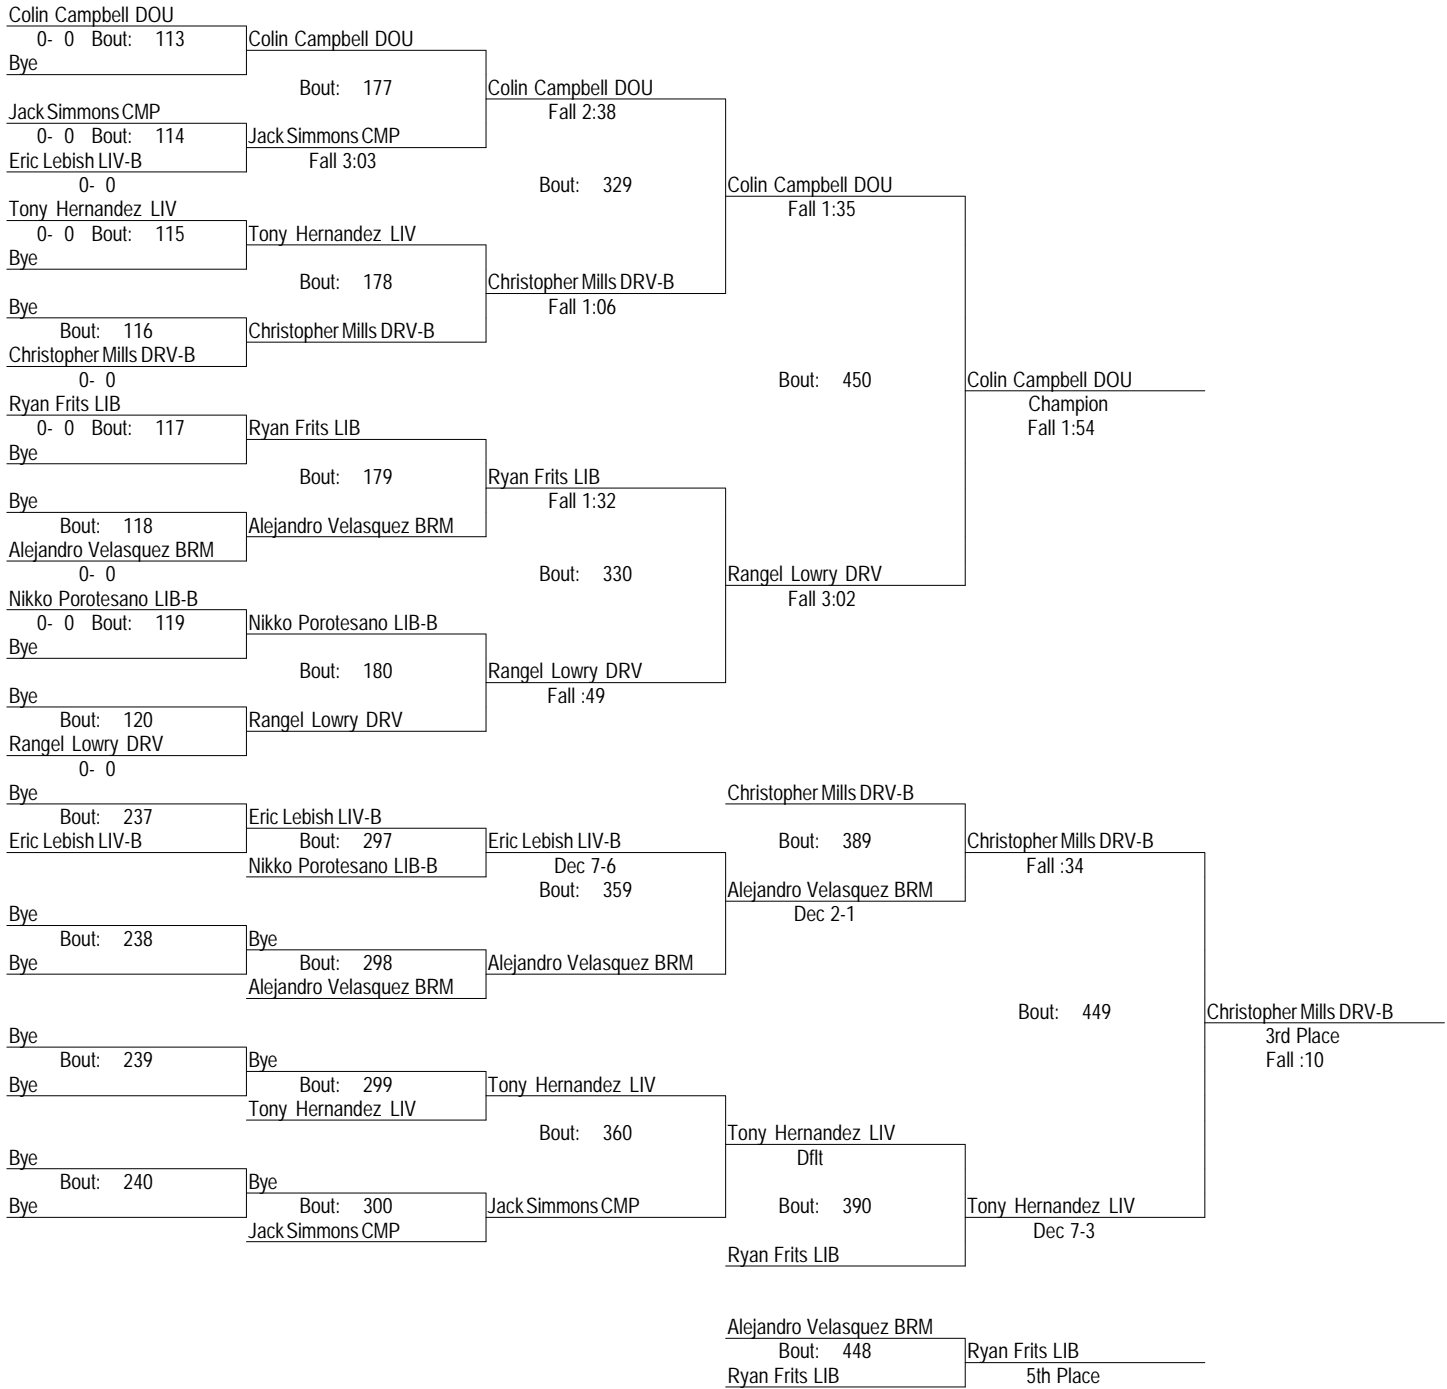 Colin Campbell DOU
0- 0 Bout: 113 Colin Campbell DOU
Bye
Bout: 177 Colin Campbell DOU
Jack Simmons CMP Fall 2:38
0- 0 Bout: 114 Jack Simmons CMP
Eric Lebish LIV-B Fall 3:03
0- 0 Bout: 329 Colin Campbell DOU
Tony Hernandez LIV Fall 1:35
0- 0 Bout: 115 Tony Hernandez LIV
Bye
Bout: 178 Christopher Mills DRV-B
Bye Fall 1:06
Bout: 116 Christopher Mills DRV-B
Christopher Mills DRV-B
0- 0 Bout: 450 Colin Campbell DOU
Ryan Frits LIB Champion
0- 0 Bout: 117 Ryan Frits LIB Fall 1:54
Bye
Bout: 179 Ryan Frits LIB
Bye Fall 1:32
Bout: 118 Alejandro Velasquez BRM
Alejandro Velasquez BRM
0- 0 Bout: 330 Rangel Lowry DRV
Nikko Porotesano LIB-B Fall 3:02
0- 0 Bout: 119 Nikko Porotesano LIB-B
Bye
Bout: 180 Rangel Lowry DRV
Bye Fall :49
Bout: 120 Rangel Lowry DRV
Rangel Lowry DRV
0- 0
Bye Christopher Mills DRV-B
Bout: 237 Eric Lebish LIV-B
Eric Lebish LIV-B Bout: 297 Eric Lebish LIV-B Bout: 389 Christopher Mills DRV-B
Nikko Porotesano LIB-B Dec 7-6 Fall :34
Bout: 359 Alejandro Velasquez BRM
Bye Dec 2-1
Bout: 238 Bye
Bye Bout: 298 Alejandro Velasquez BRM
Alejandro Velasquez BRM
Bout: 449 Christopher Mills DRV-B
Bye 3rd Place
Bout: 239 Bye Fall :10
Bye Bout: 299 Tony Hernandez LIV
Tony Hernandez LIV
Bout: 360 Tony Hernandez LIV
Bye Dflt
Bout: 240 Bye
Bye Bout: 300 Jack Simmons CMP Bout: 390 Tony Hernandez LIV
Jack Simmons CMP Dec 7-3
Ryan Frits LIB
Alejandro Velasquez BRM
Bout: 448 Ryan Frits LIB
Ryan Frits LIB 5th Place